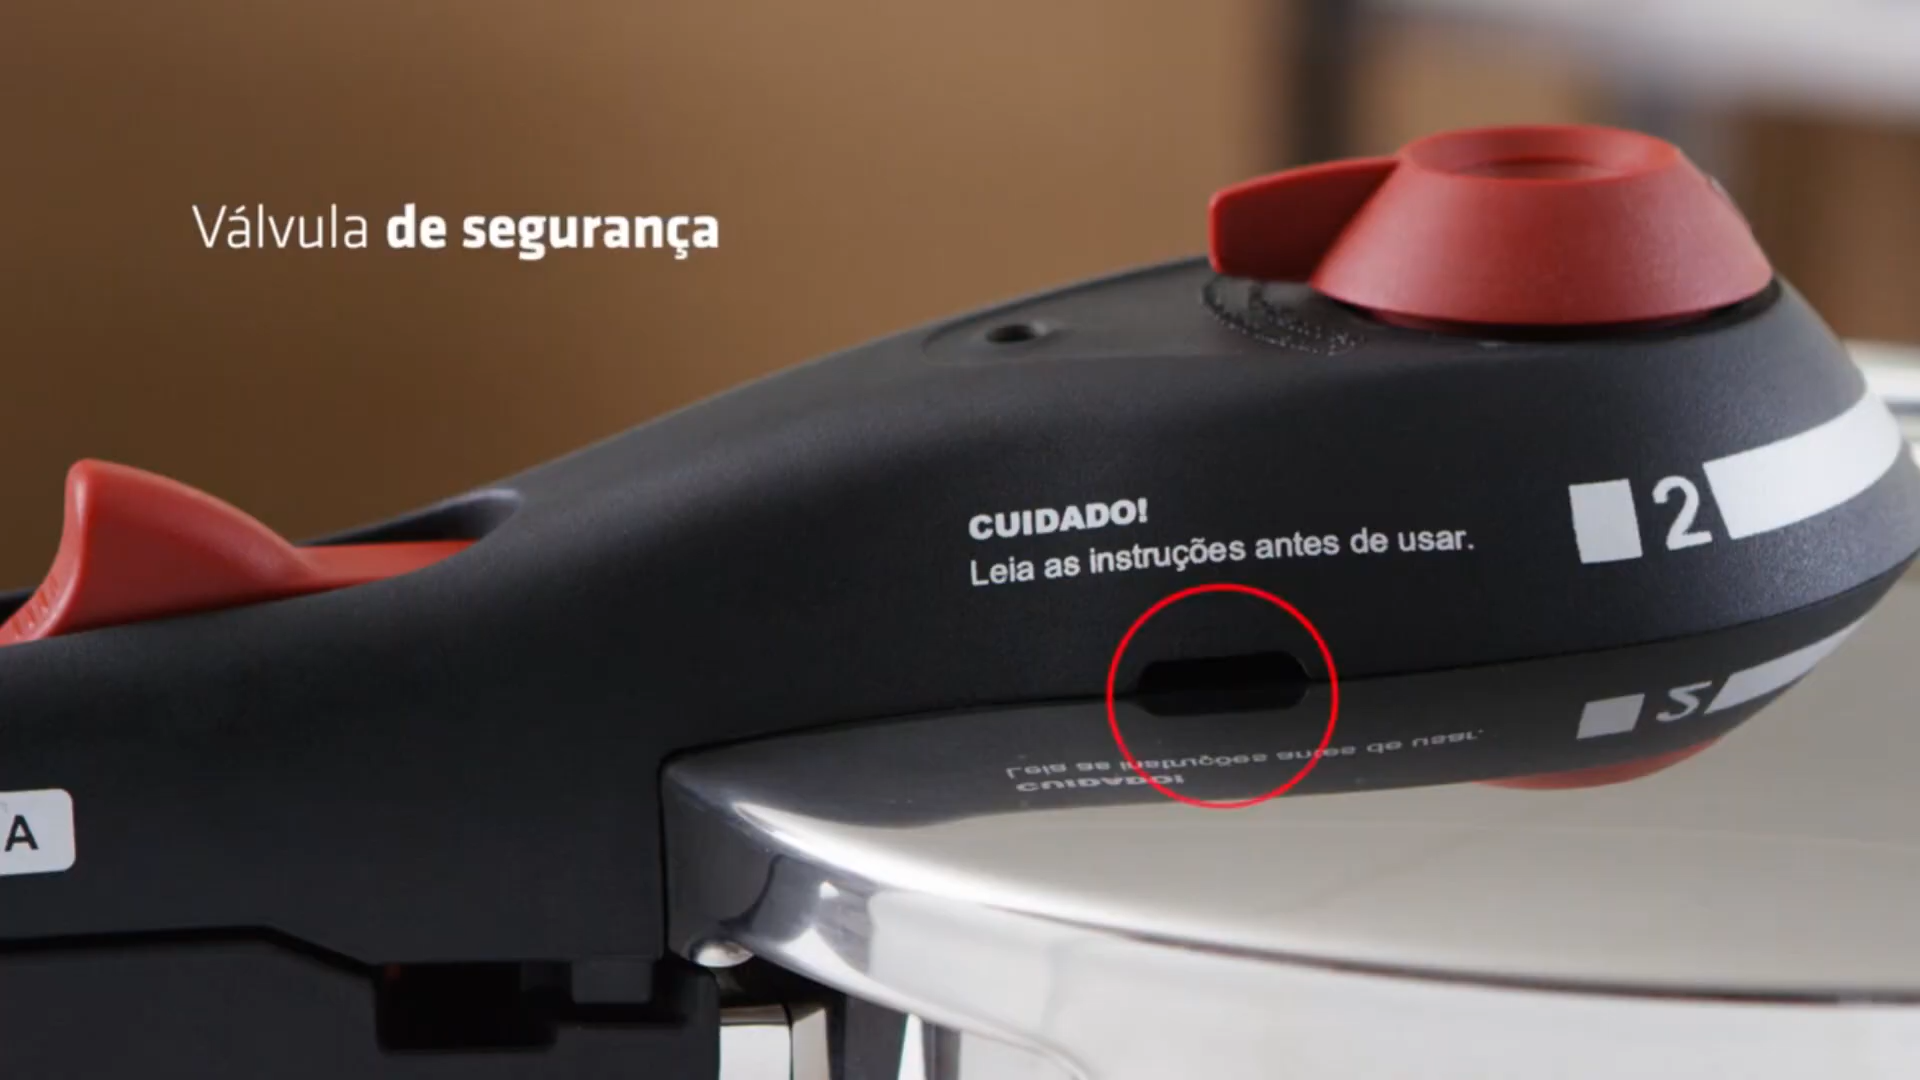 Válvula de segurança
CUIDADO!
Leia as instruções antes de usar.
2
A